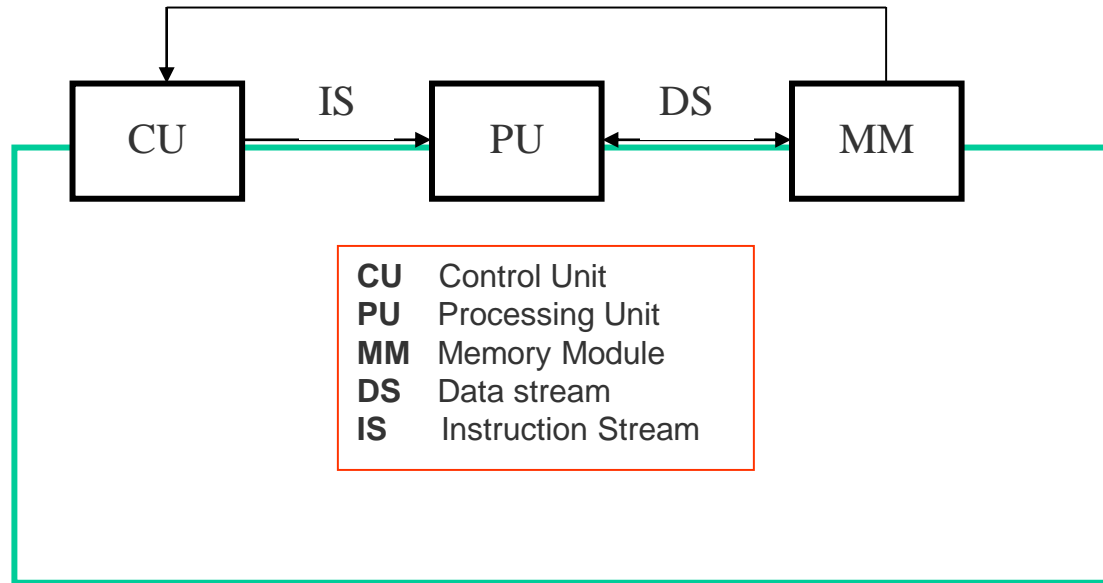 IS DS
CU PU MM
CU Control Unit
PU Processing Unit
MM Memory Module
DS Data stream
IS Instruction Stream